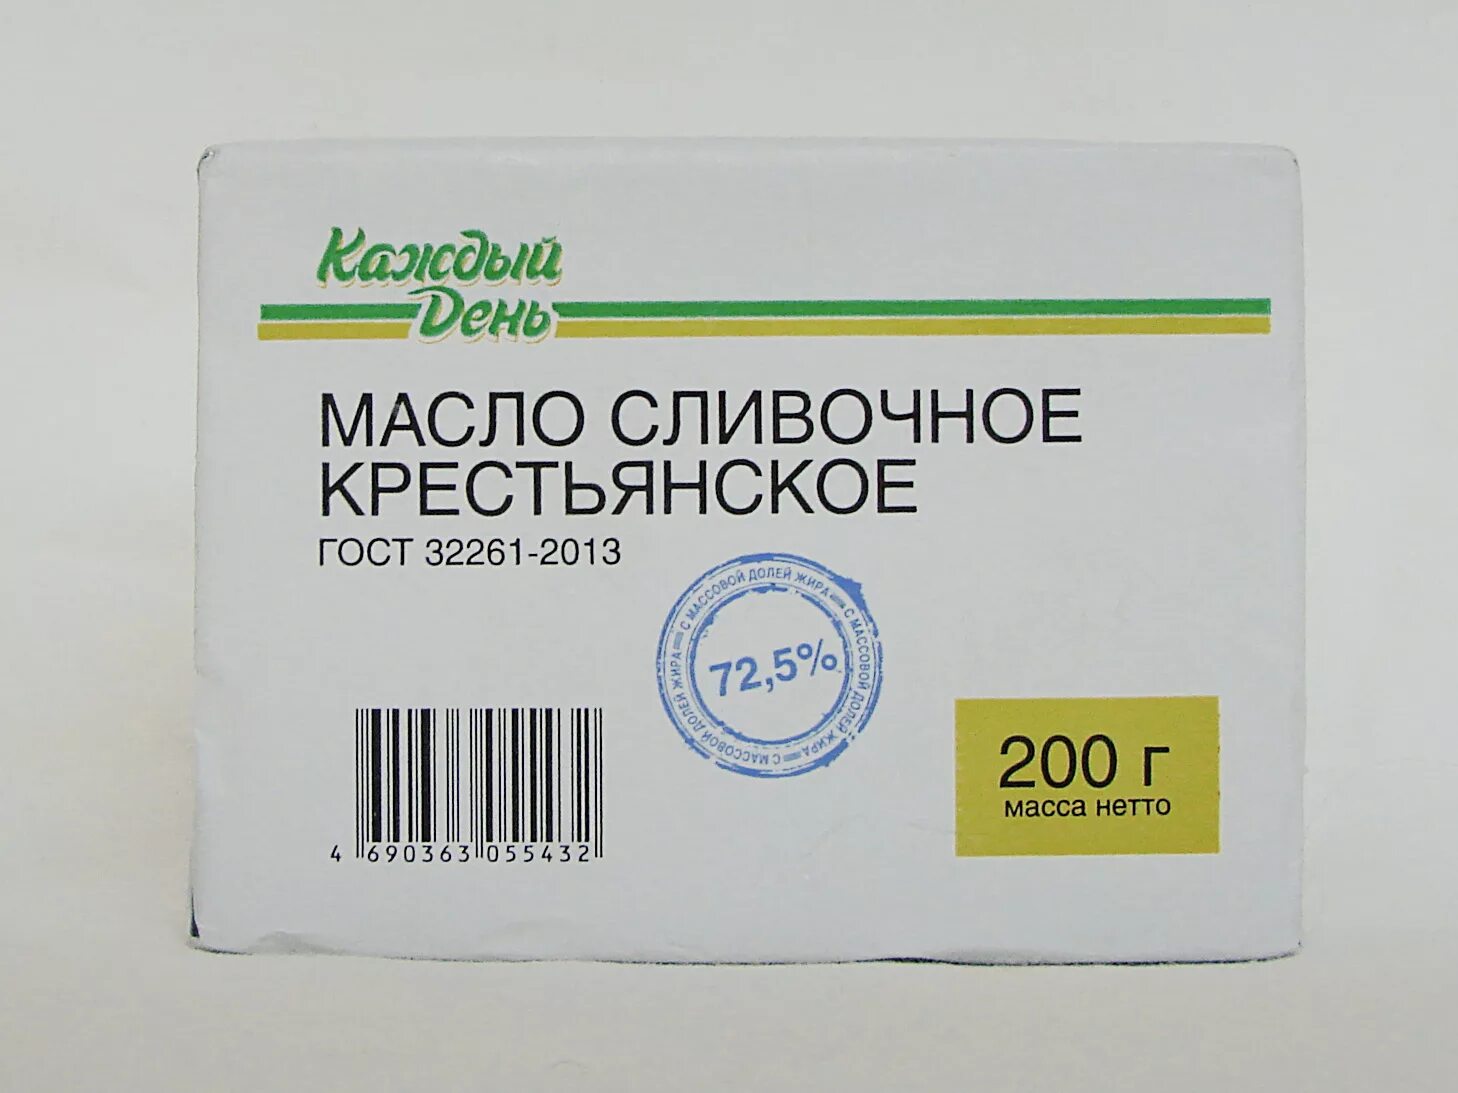 Каждый
День
МАСЛО СЛИВОЧНОЕ
КРЕСТЬЯНСКОЕ
ГОСТ 32261-2013
С МАССОВОЙ ДОЛЕЙ ЖИРА С МАССОВОЙ ДОЛЕЙ ЖИРА С МАССОВОЙ ДОЛЕЙ ЖИРА
72,5%
200 г
масса нетто
4 690363 055432